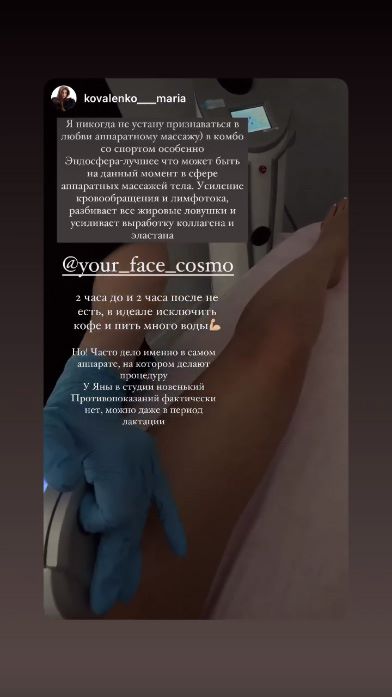 kovalenko___maria
Я никогда не устану признаваться в
любви аппаратному массажу) в комбо
со спортом особенно
Эндосфера-лучшее что может быть
на данный момент в сфере
аппаратных массажей тела. Усиление
кровообращения и лимфотока,
разбивает все жировые ловушки и
усиливает выработку коллагена и
эластана
@your_face_cosmo
2 часа до и 2 часа после не
есть, в идеале исключить
кофе и пить много воды💪🏻
Но! Часто дело именно в самом
аппарате, на котором делают
процедуру
У Яны в студии новенький
Противопоказаний фактически
нет, можно даже в период
лактации